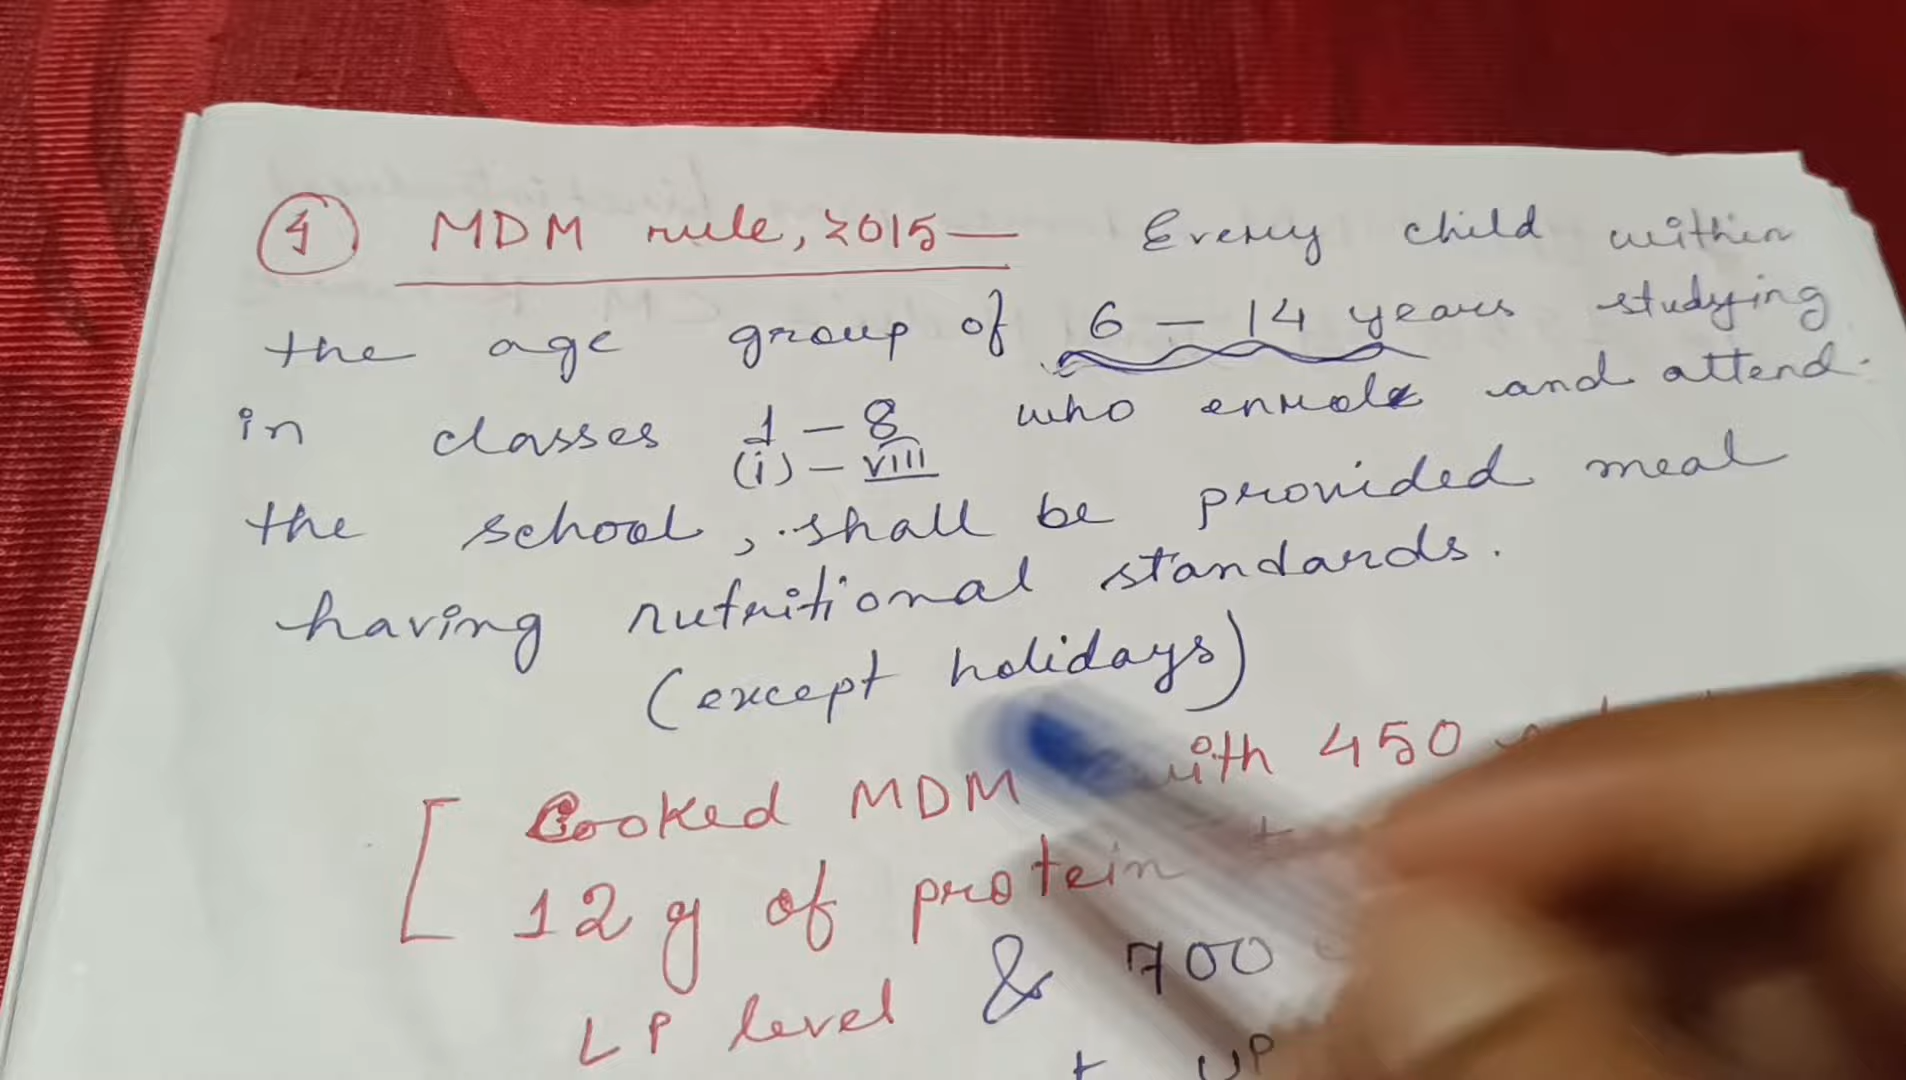 4 MDM rule, 2015 — Every child within
the age group of 6 - 14 years studying
in classes 1 - 8 who enrole and attend
(i) - VIII
the school, shall be provided meal
having nutritional standards.
(except holidays)
[ Cooked MDM with 450
12 g of protein
LP level & 700
UP